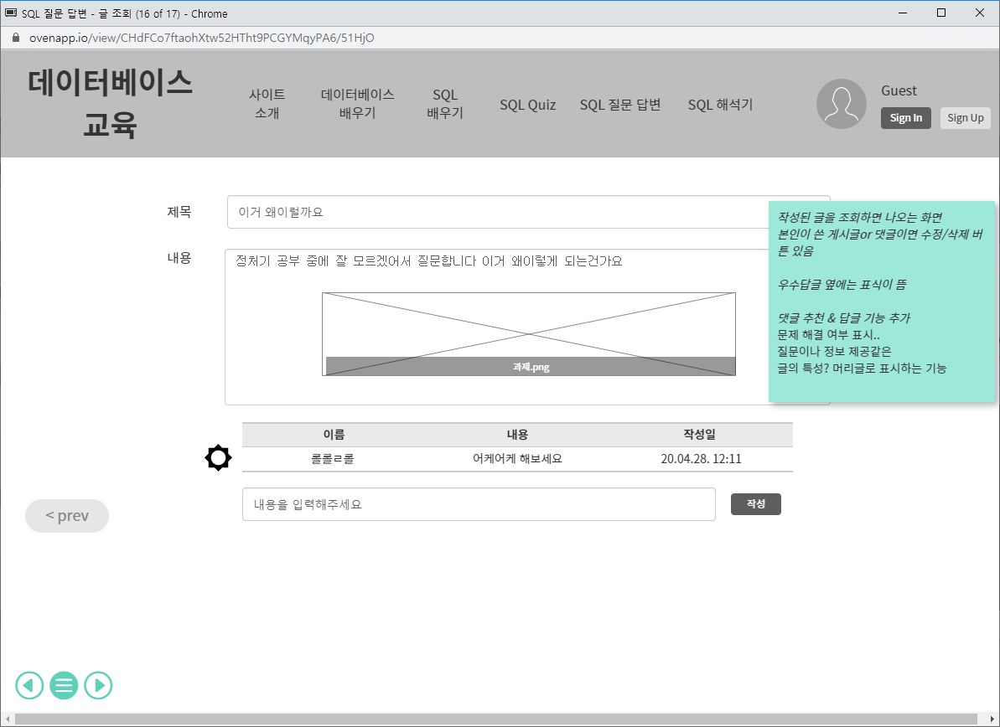 SQL 질문 답변 - 글 조회 (16 of 17) - Chrome
ovenapp.io/view/CHdFCo7ftaohXtw52HTht9PCGYMqyPA6/51HjO
데이터베이스
교육
사이트
소개
데이터베이스
배우기
SQL
배우기
SQL Quiz
SQL 질문 답변
SQL 해석기
Guest
Sign In
Sign Up
제목
이거 왜이럴까요
내용
정처기 공부 중에 잘 모르겠어서 질문합니다 이거 왜이렇게 되는건가요
과제.png
작성된 글을 조회하면 나오는 화면
본인이 쓴 게시글or 댓글이면 수정/삭제 버
튼 있음
우수답글 옆에는 표식이 뜸
댓글 추천 & 답글 기능 추가
문제 해결 여부 표시..
질문이나 정보 제공같은
글의 특성? 머리글로 표시하는 기능
이름 내용 작성일
롤롤ㄹ롤 어케어케 해보세요 20.04.28. 12:11
내용을 입력해주세요
작성
< prev